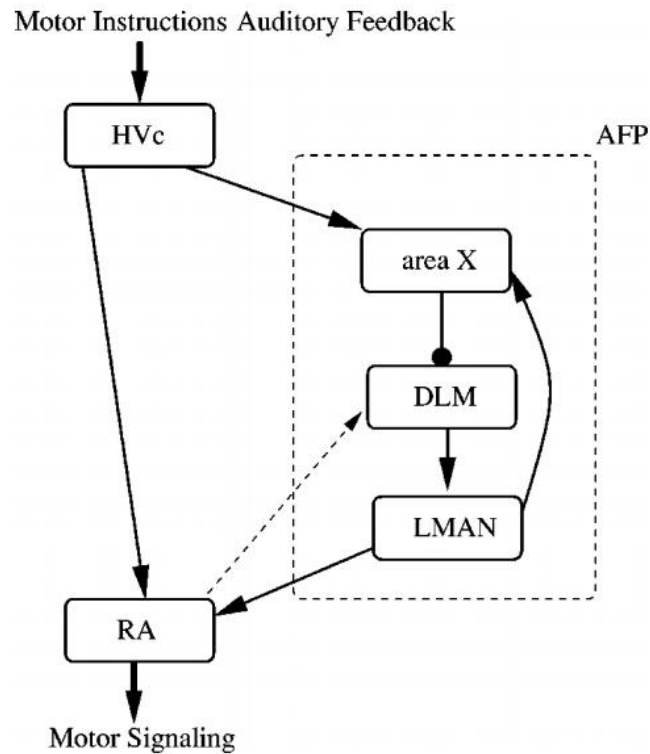 Motor Instructions Auditory Feedback
HVc
AFP
area X
DLM
LMAN
RA
Motor Signaling